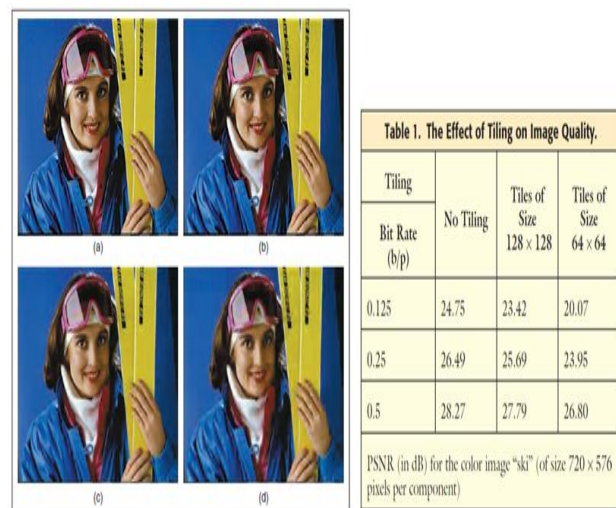 (a)
(b)
(c)
(d)
Table 1. The Effect of Tiling on Image Quality.
Tiling
Bit Rate
(b/p)
No Tiling
Tiles of
Size
128 × 128
Tiles of
Size
64 × 64
0.125 24.75 23.42 20.07
0.25 26.49 25.69 23.95
0.5 28.27 27.79 26.80
PSNR (in dB) for the color image “ski” (of size 720 × 576
pixels per component)